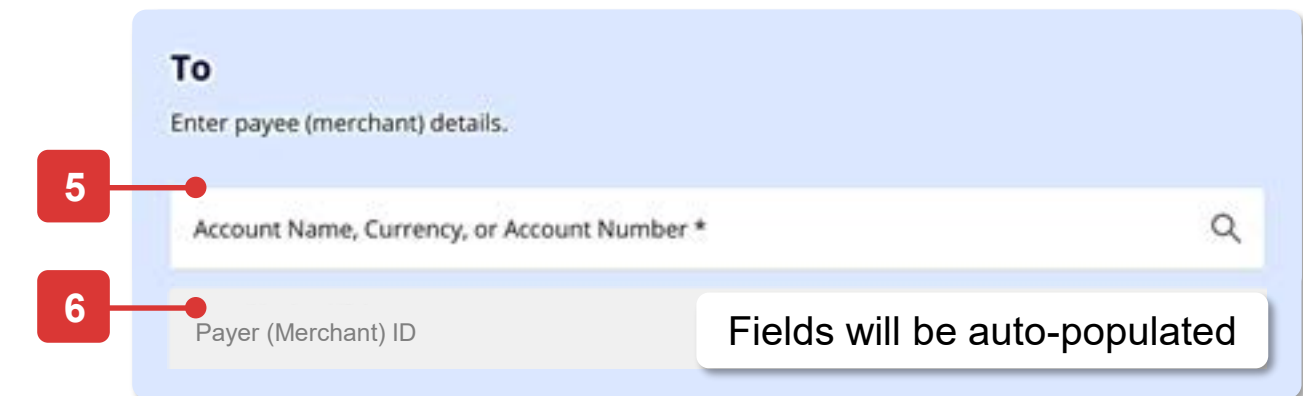 To
Enter payee (merchant) details.
5
Account Name, Currency, or Account Number *
6
Payer (Merchant) ID
Fields will be auto-populated